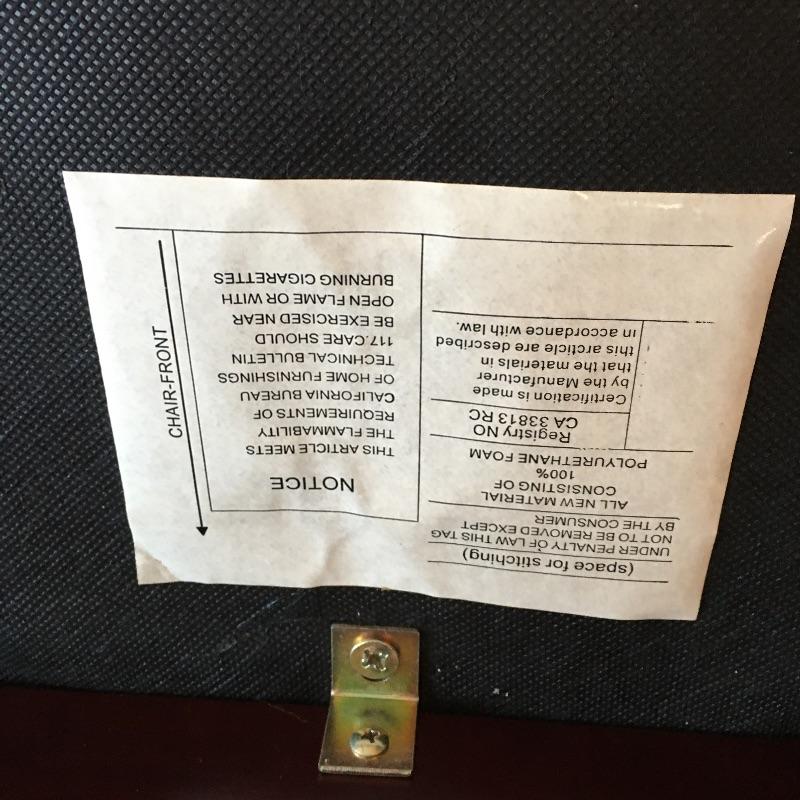 (space for stitching)
UNDER PENALTY OF LAW THIS TAG
NOT TO BE REMOVED EXCEPT
BY THE CONSUMER
ALL NEW MATERIAL
CONSISTING OF
100%
POLYURETHANE FOAM
Registry NO
CA 33813 RC
Certification is made
by the Manufacturer
that the materials in
this arcticle are described
in accordance with law.
NOTICE
THIS ARTICLE MEETS
THE FLAMMABILITY
REQUIREMENTS OF
CALIFORNIA BUREAU
OF HOME FURNISHINGS
TECHNICAL BULLETIN
117.CARE SHOULD
BE EXERCISED NEAR
OPEN FLAME OR WITH
BURNING CIGARETTES
CHAIR-FRONT